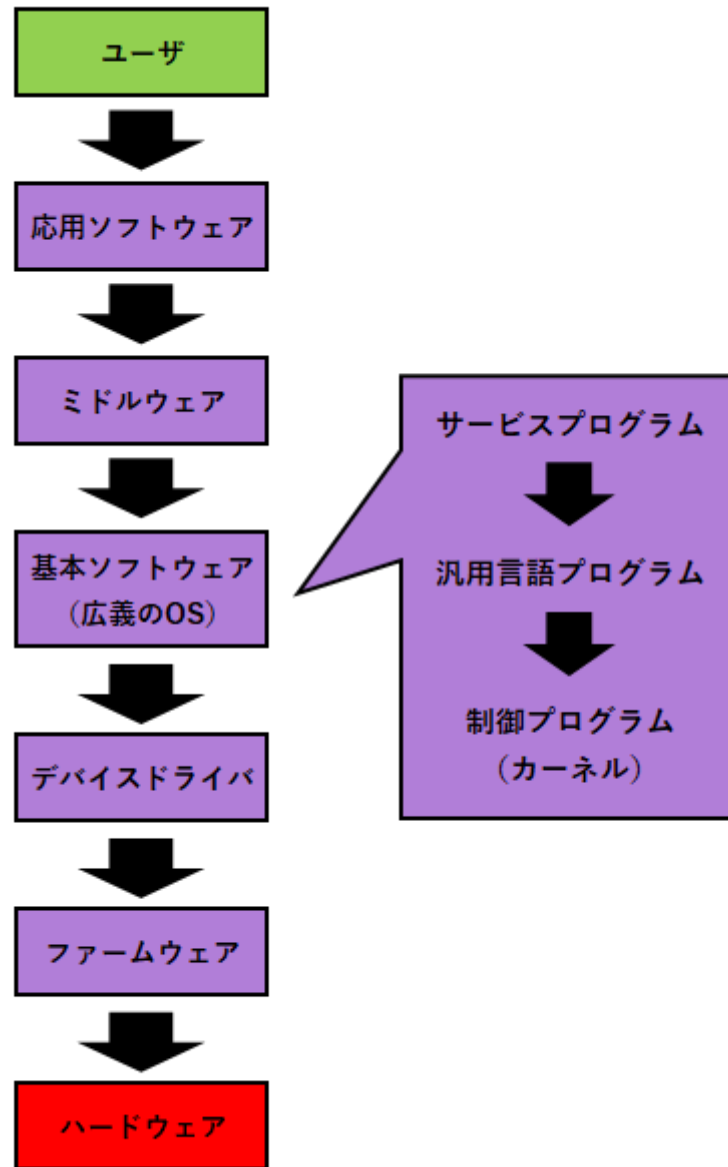 ユーザ
応用ソフトウェア
ミドルウェア
基本ソフトウェア
（広義のOS）
デバイスドライバ
ファームウェア
ハードウェア
サービスプログラム
汎用言語プログラム
制御プログラム
（カーネル）